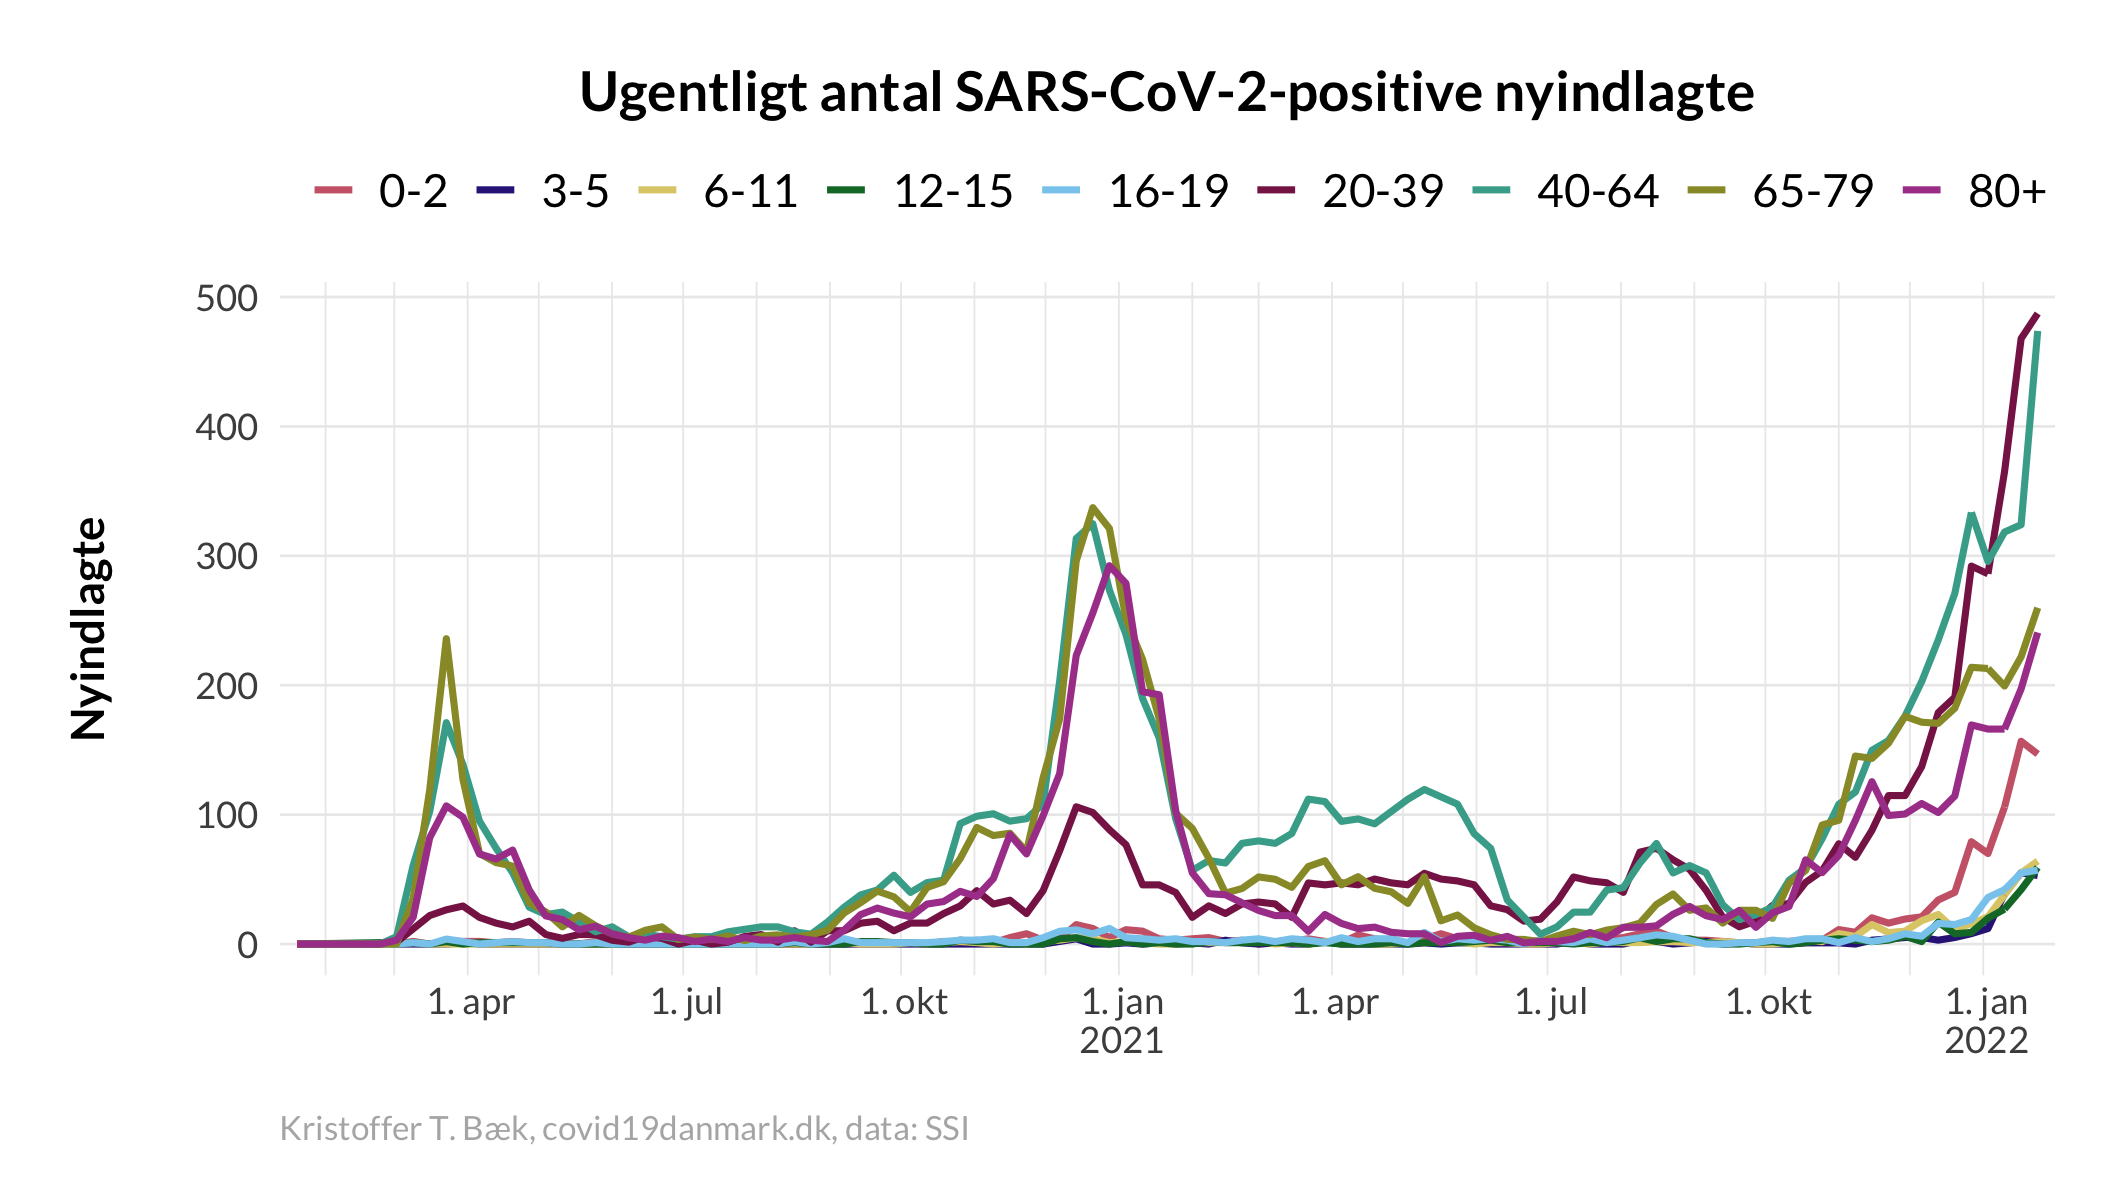 Ugentligt antal SARS-CoV-2-positive nyindlagte
0-2 3-5 6-11 12-15 16-19 20-39 40-64 65-79 80+
Nyindlagte
500
400
300
200
100
0
1. apr 1. jul 1. okt 1. jan 1. apr 1. jul 1. okt 1. jan
2021 2022
Kristoffer T. Bæk, covid19danmark.dk, data: SSI